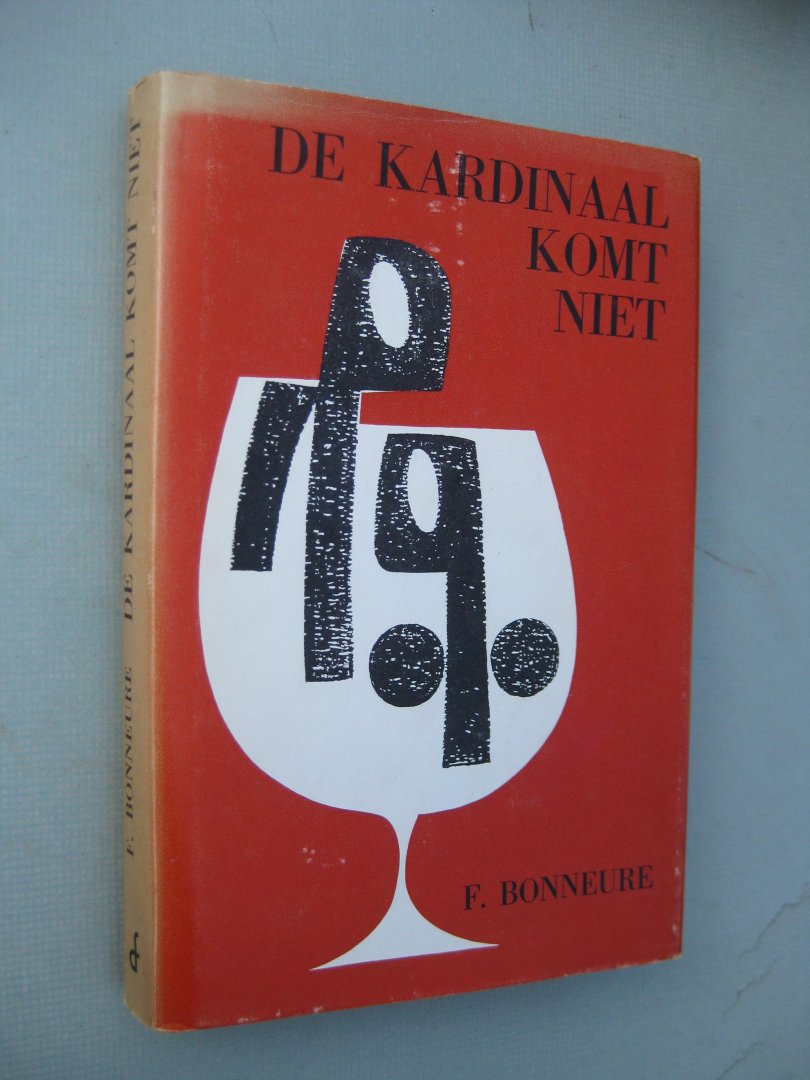 DE KARDINAAL
KOMT
NIET
p.q.
F. BONNEURE
F. BONNEURE DE KARDINAAL KOMT NIET